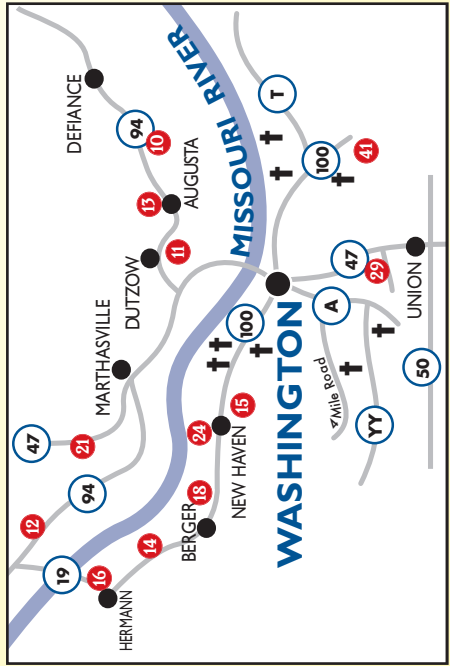 47
12
19
DEFIANCE
21
94
16
MARTHASVILLE
HERMANN
94
DUTZOW
14
13
10
11
BERGER
AUGUSTA
18
24
MISSOURI RIVER
NEW HAVEN
15
100
T
WASHINGTON
4 Mile Road
100
A
47
41
YY
29
UNION
50